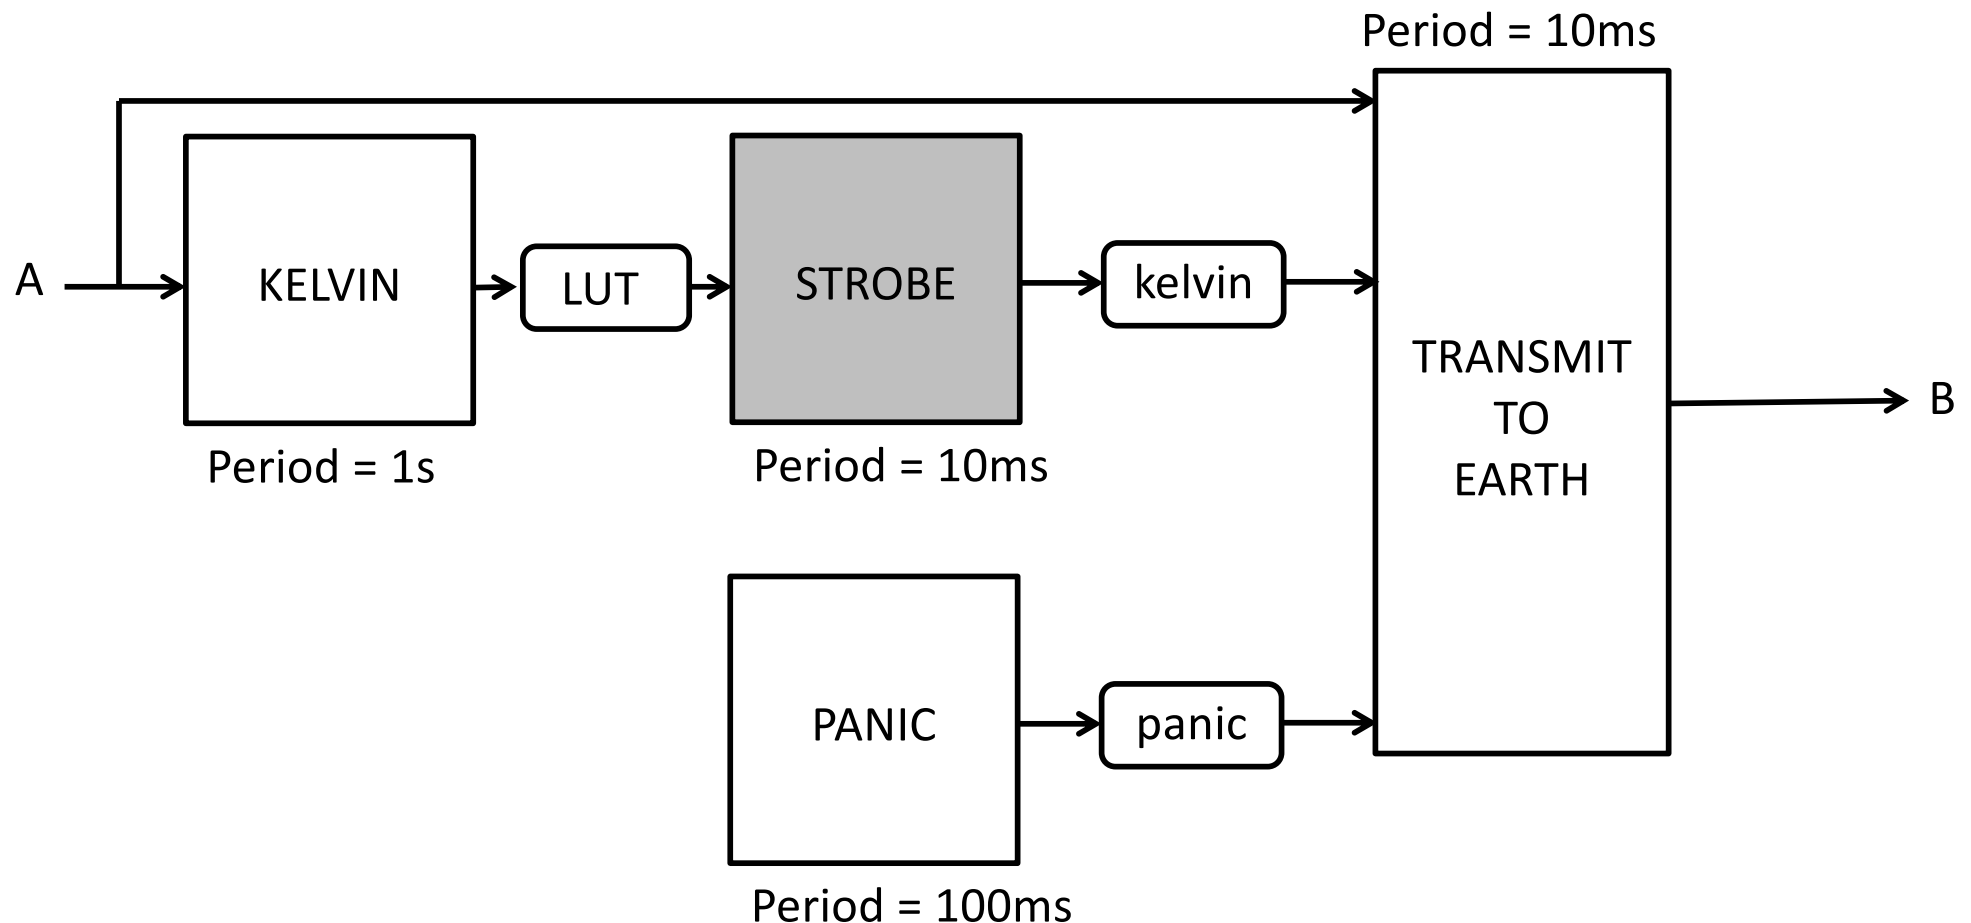 Period = 10ms
A
KELVIN
LUT
STROBE
kelvin
TRANSMIT
TO
EARTH
B
Period = 1s
Period = 10ms
PANIC
panic
Period = 100ms